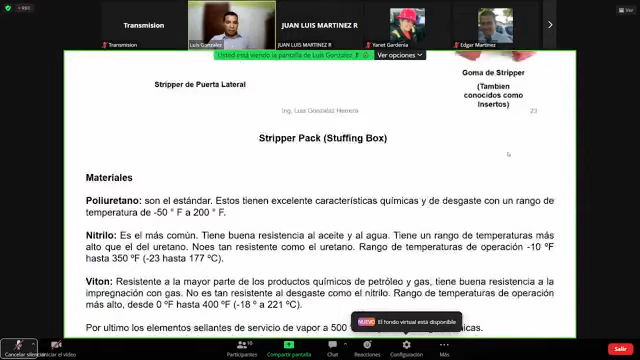 REC
Ver
Transmision
JUAN LUIS MARTINEZ R
Transmision
Luis Gonzalez
JUAN LUIS MARTINEZ R
Yanet Gardenia
Edgar Martinez
Usted está viendo la pantalla de Luis Gonzalez
Ver opciones
Stripper de Puerta Lateral
Goma de Stripper
(Tambien
conocidos como
Insertos)
Ing. Luis Gonzalez Herrera
23
Stripper Pack (Stuffing Box)
Materiales
Poliuretano: son el estándar. Estos tienen excelente características químicas y de desgaste con un rango de
temperatura de -50 ° F a 200 ° F.
Nitrilo: Es el más común. Tiene buena resistencia al aceite y al agua. Tiene un rango de temperaturas más
alto que el del uretano. Noes tan resistente como el uretano. Rango de temperaturas de operación -10 ºF
hasta 350 ºF (-23 hasta 177 ºC).
Viton: Resistente a la mayor parte de los productos químicos de petróleo y gas, tiene buena resistencia a la
impregnación con gas. No es tan resistente al desgaste como el nitrilo. Rango de temperaturas de operación
más alto, desde 0 ºF hasta 400 ºF (-18 º a 221 ºC).
NUEVO El fondo virtual está disponible
Por ultimo los elementos sellantes de servicio de vapor a 500
Cancelar silencio
Iniciar el video
Participantes
Compartir pantalla
Chat
Reacciones
Configuración
Más
Salir